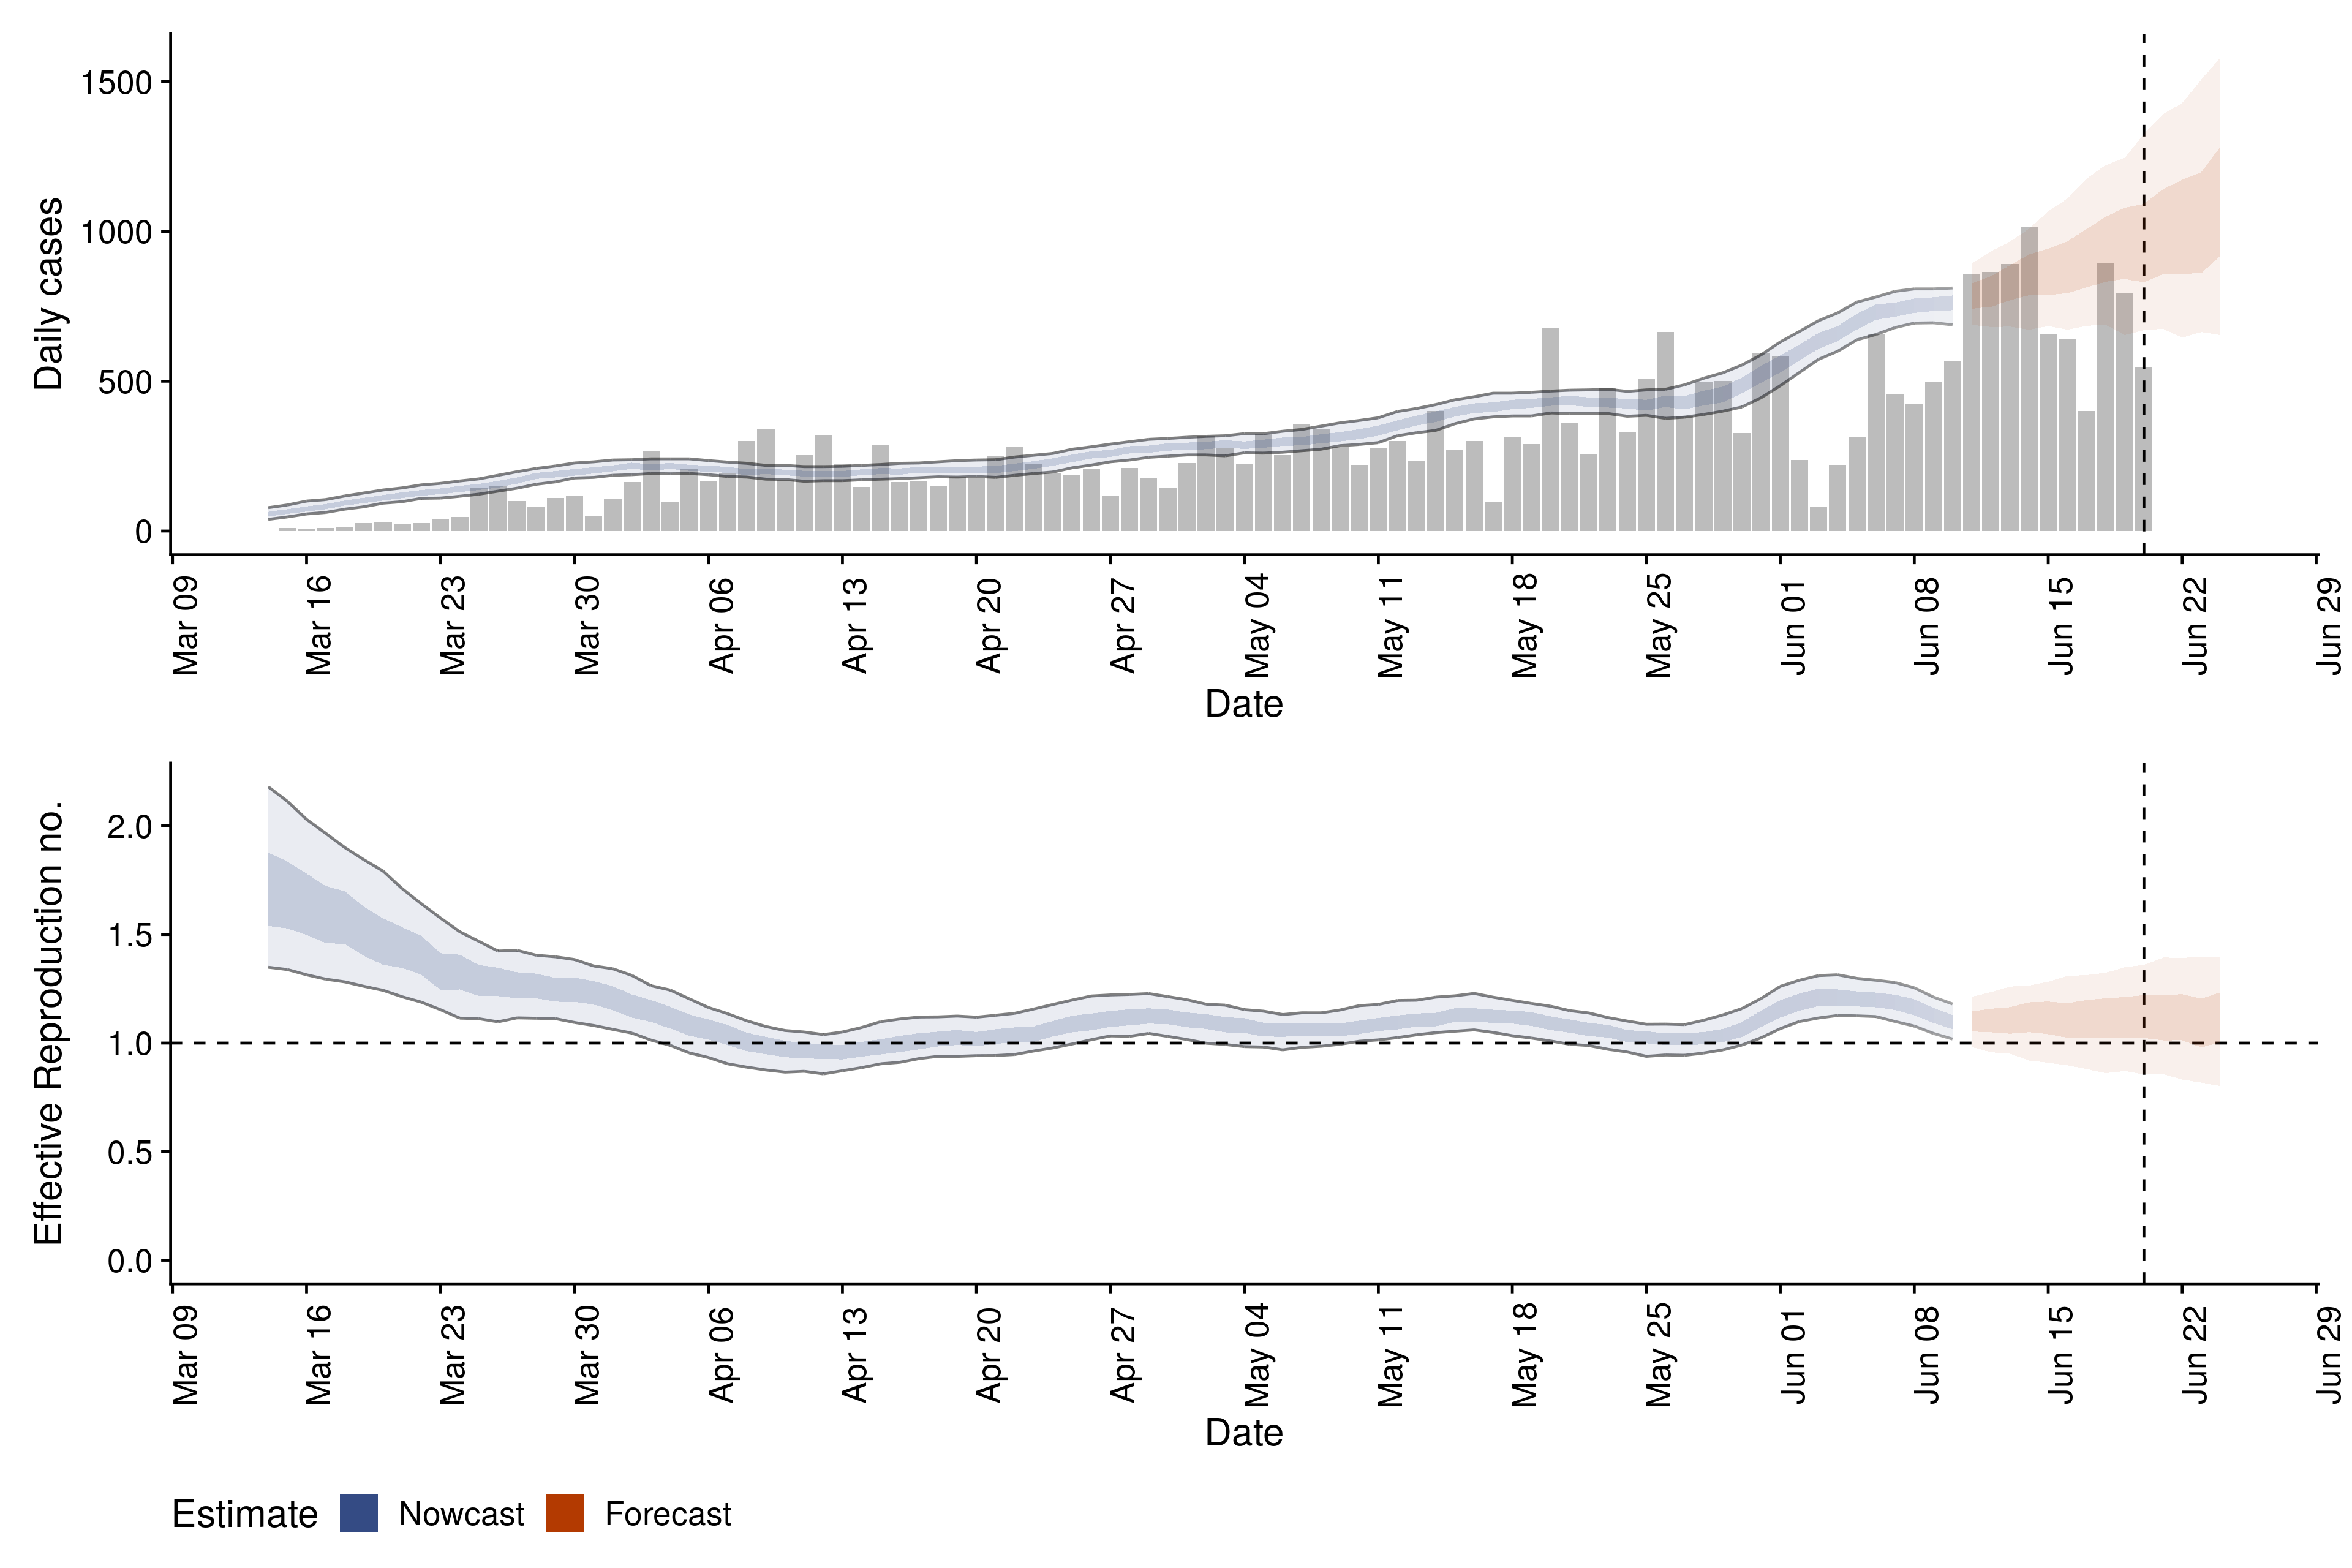 Daily cases
1500
1000
500
0
Mar 09
Mar 16
Mar 23
Mar 30
Apr 06
Apr 13
Apr 20
Apr 27
May 04
May 11
May 18
May 25
Jun 01
Jun 08
Jun 15
Jun 22
Jun 29
Date
Effective Reproduction no.
2.0
1.5
1.0
0.5
0.0
Mar 09
Mar 16
Mar 23
Mar 30
Apr 06
Apr 13
Apr 20
Apr 27
May 04
May 11
May 18
May 25
Jun 01
Jun 08
Jun 15
Jun 22
Jun 29
Date
Estimate Nowcast Forecast